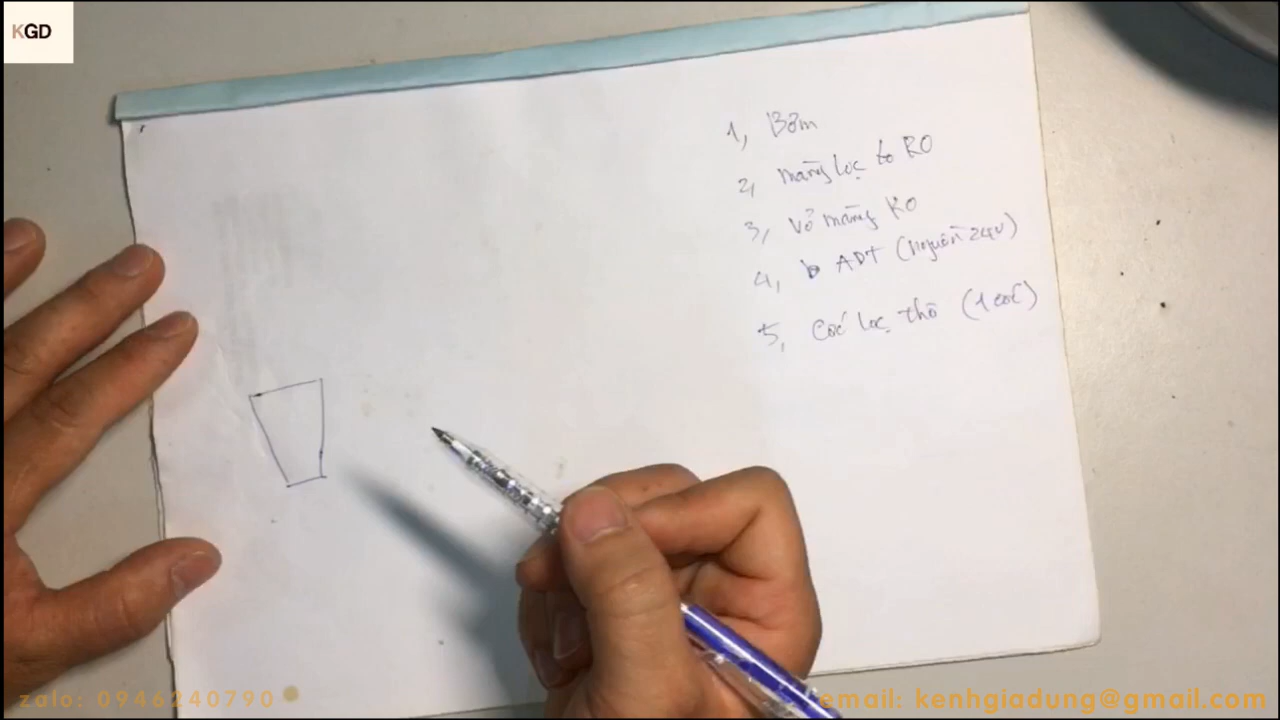 KGD
1, Bơm
2, màng lọc to RO
3, Vỏ màng RO
4, ADT (Nguồn 24V)
5, Cốc lọc thô (1 cốc)
zalo: 0946240790
email: kenhgiadung@gmail.com